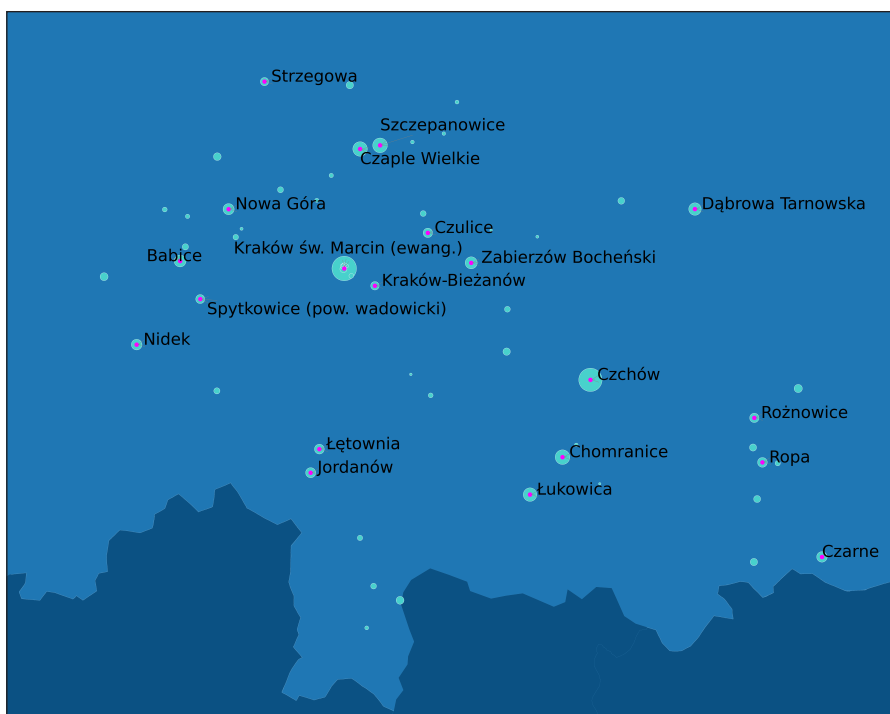 Strzegowa
Szczepanowice
Czaple Wielkie
Nowa Góra
Dąbrowa Tarnowska
Czulice
Kraków św. Marcin (ewang.)
Babice
Zabierzów Bocheński
Kraków-Bieżanów
Spytkowice (pow. wadowicki)
Nidek
Czchów
Rożnowice
Łętownia
Chomranice
Ropa
Jordanów
Łukowica
Czarne